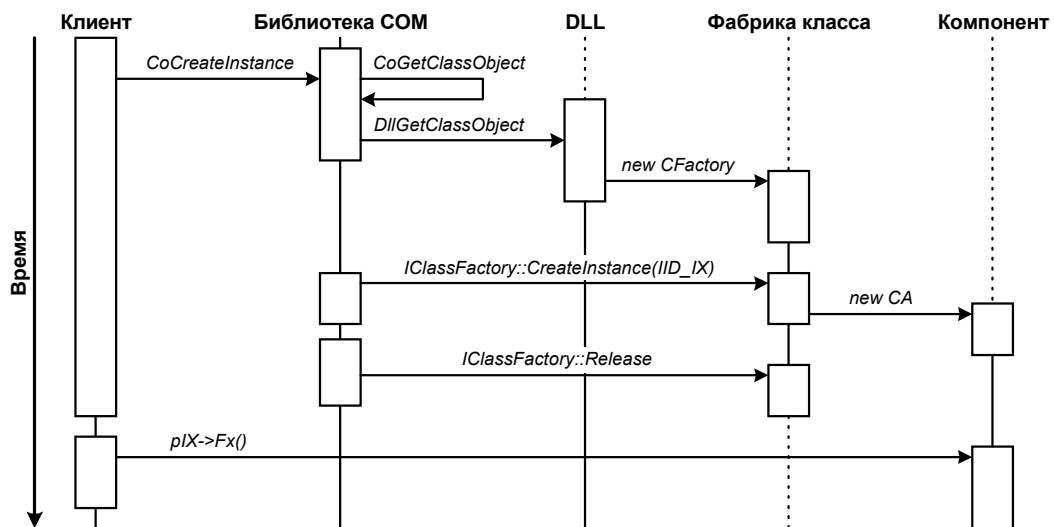 Клиент
Библиотека COM
DLL
Фабрика класса
Компонент
CoCreateInstance
CoGetClassObject
DllGetClassObject
new CFactory
Время
IClassFactory::CreateInstance(IID_IX)
new CA
IClassFactory::Release
pIX->Fx()